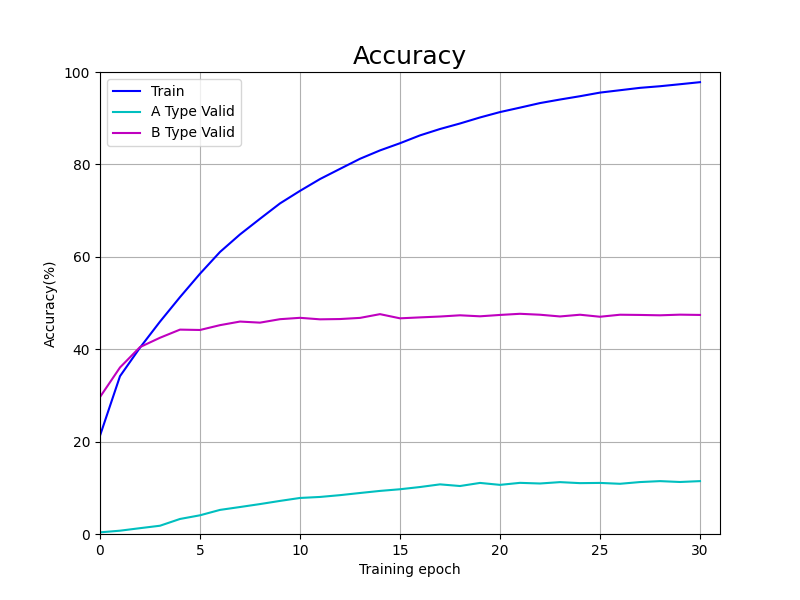 Accuracy
Train
A Type Valid
B Type Valid
100
80
60
40
20
0
Accuracy(%)
0 5 10 15 20 25 30
Training epoch